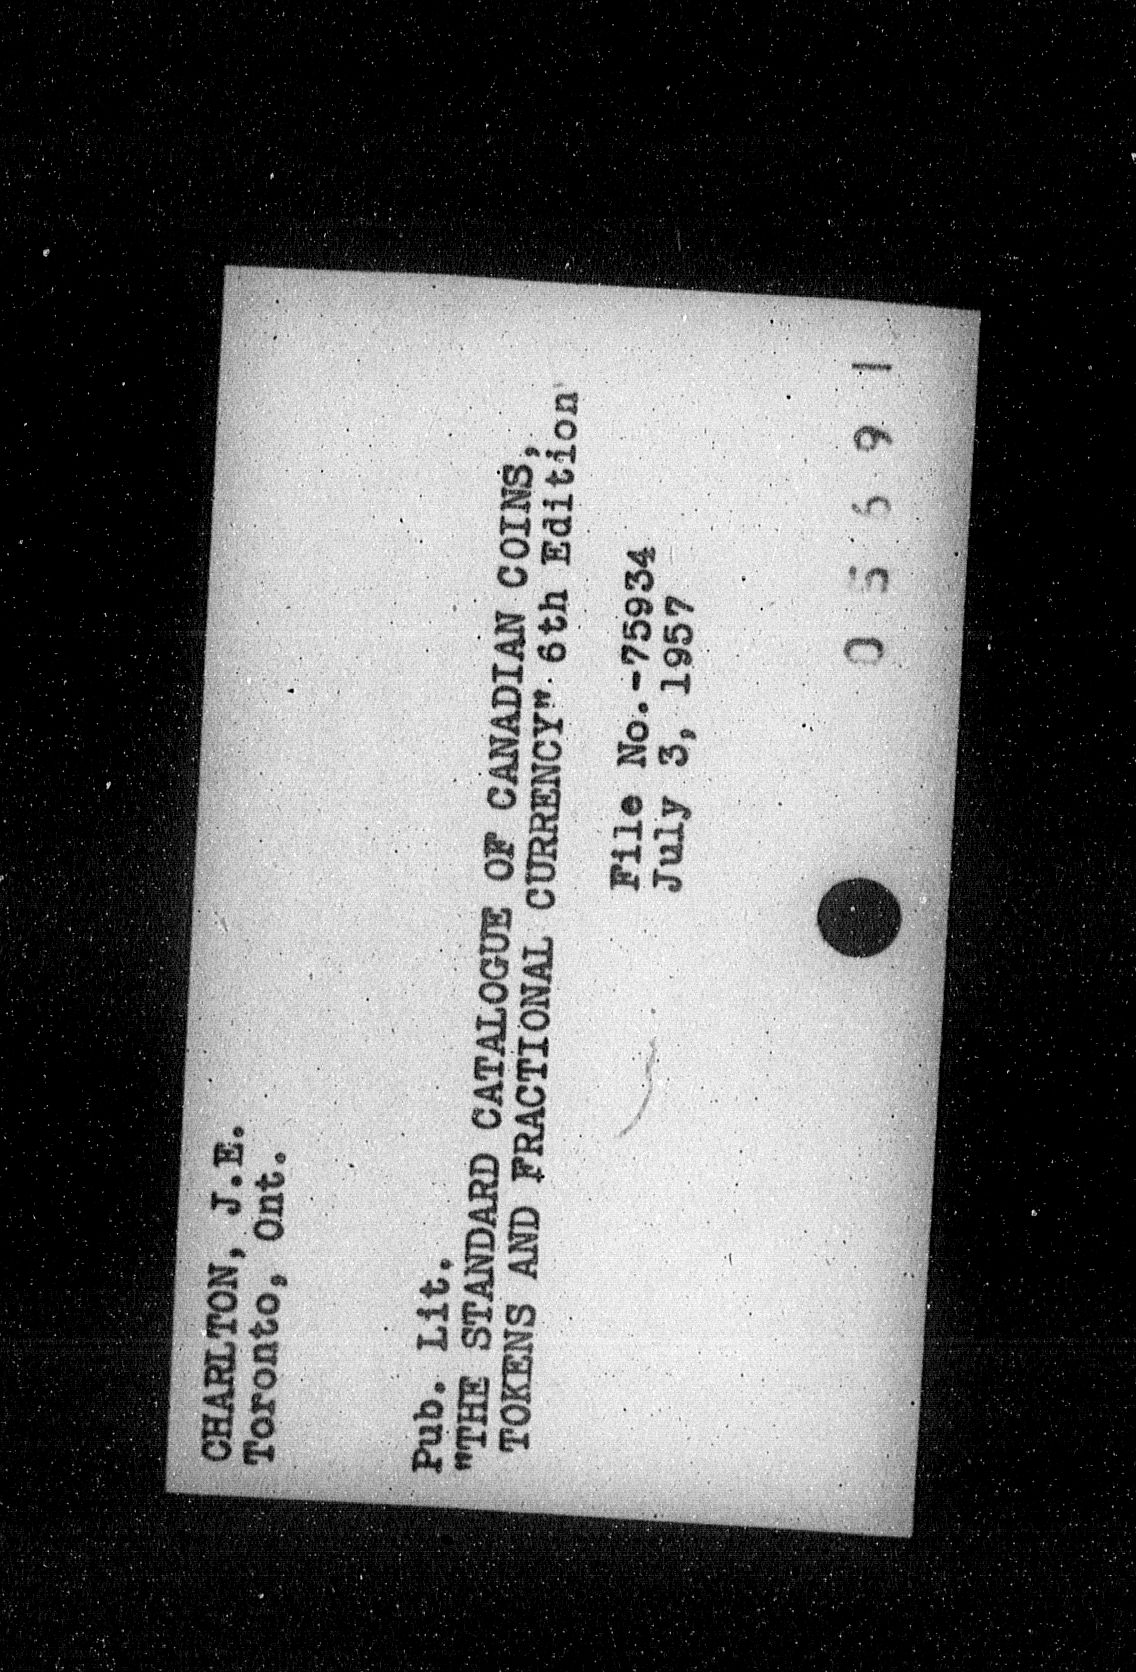 CHARLTON, J.E.
Toronto, Ont.
Pub. Lit.
"THE STANDARD CATALOGUE OF CANADIAN COINS,
TOKENS AND FRACTIONAL CURRENCY" 6th Edition
File No.-75934
July 3, 1957
05691